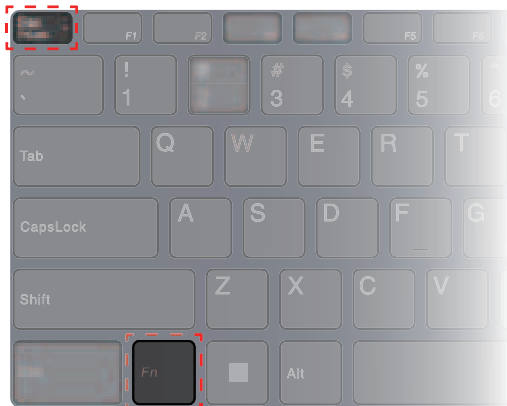 F1 F2 F5 F6
~ ! # $ % ^
` 1 3 4 5 6
Tab Q W E R T
CapsLock A S D F G
Shift Z X C V
Fn Alt